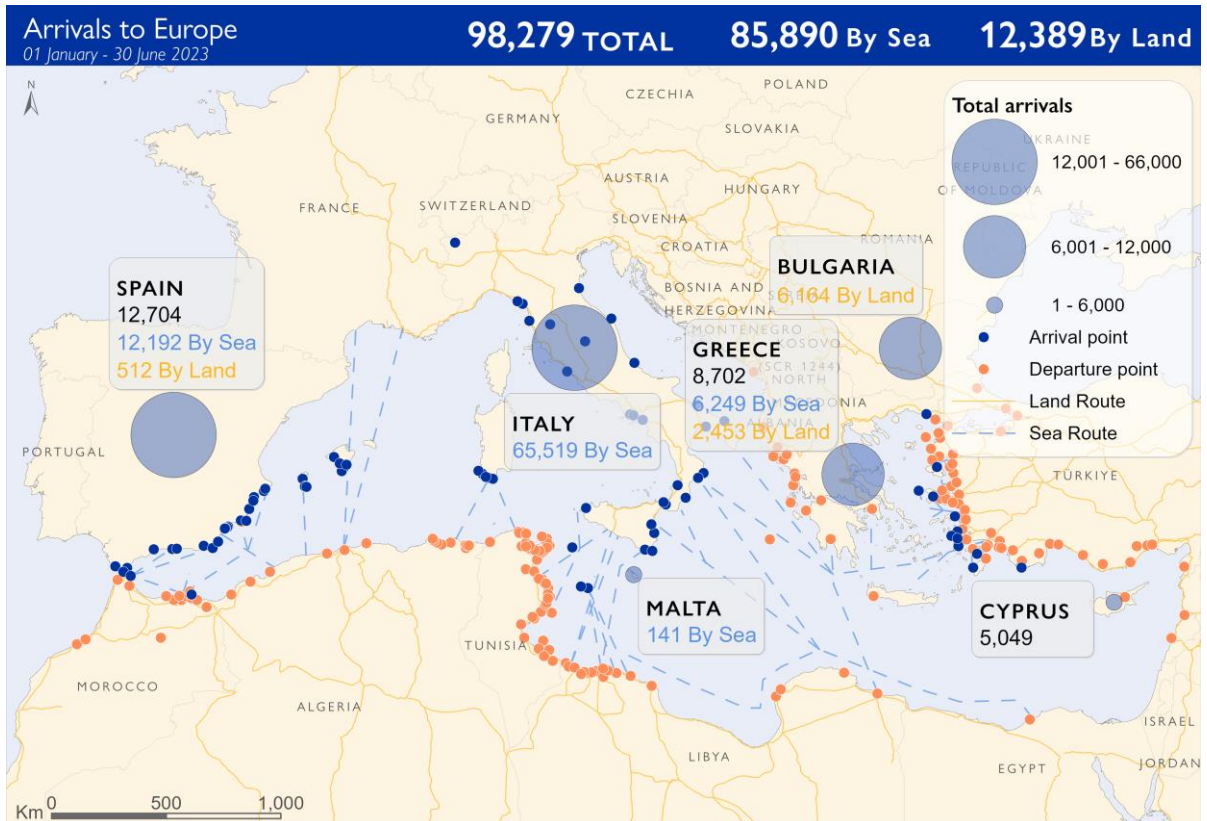 Arrivals to Europe
01 January - 30 June 2023
98,279 TOTAL
85,890 By Sea
12,389 By Land
N
Total arrivals
12,001 - 66,000
6,001 - 12,000
1 - 6,000
Arrival point
Departure point
Land Route
Sea Route
POLAND
CZECHIA
GERMANY
SLOVAKIA
UKRAINE
REPUBLIC
OF MOLDOVA
AUSTRIA
HUNGARY
FRANCE
SWITZERLAND
SLOVENIA
CROATIA
ROMANIA
BOSNIA AND
HERZEGOVINA
MONTENEGRO
KOSOVO
(SCR 1244)
NORTH
MACEDONIA
ALBANIA
SPAIN
12,704
12,192 By Sea
512 By Land
BULGARIA
6,164 By Land
GREECE
8,702
6,249 By Sea
2,453 By Land
ITALY
65,519 By Sea
PORTUGAL
TÜRKIYE
MALTA
141 By Sea
CYPRUS
5,049
TUNISIA
MOROCCO
ALGERIA
LIBYA
EGYPT
ISRAEL
JORDAN
Km 0 500 1,000